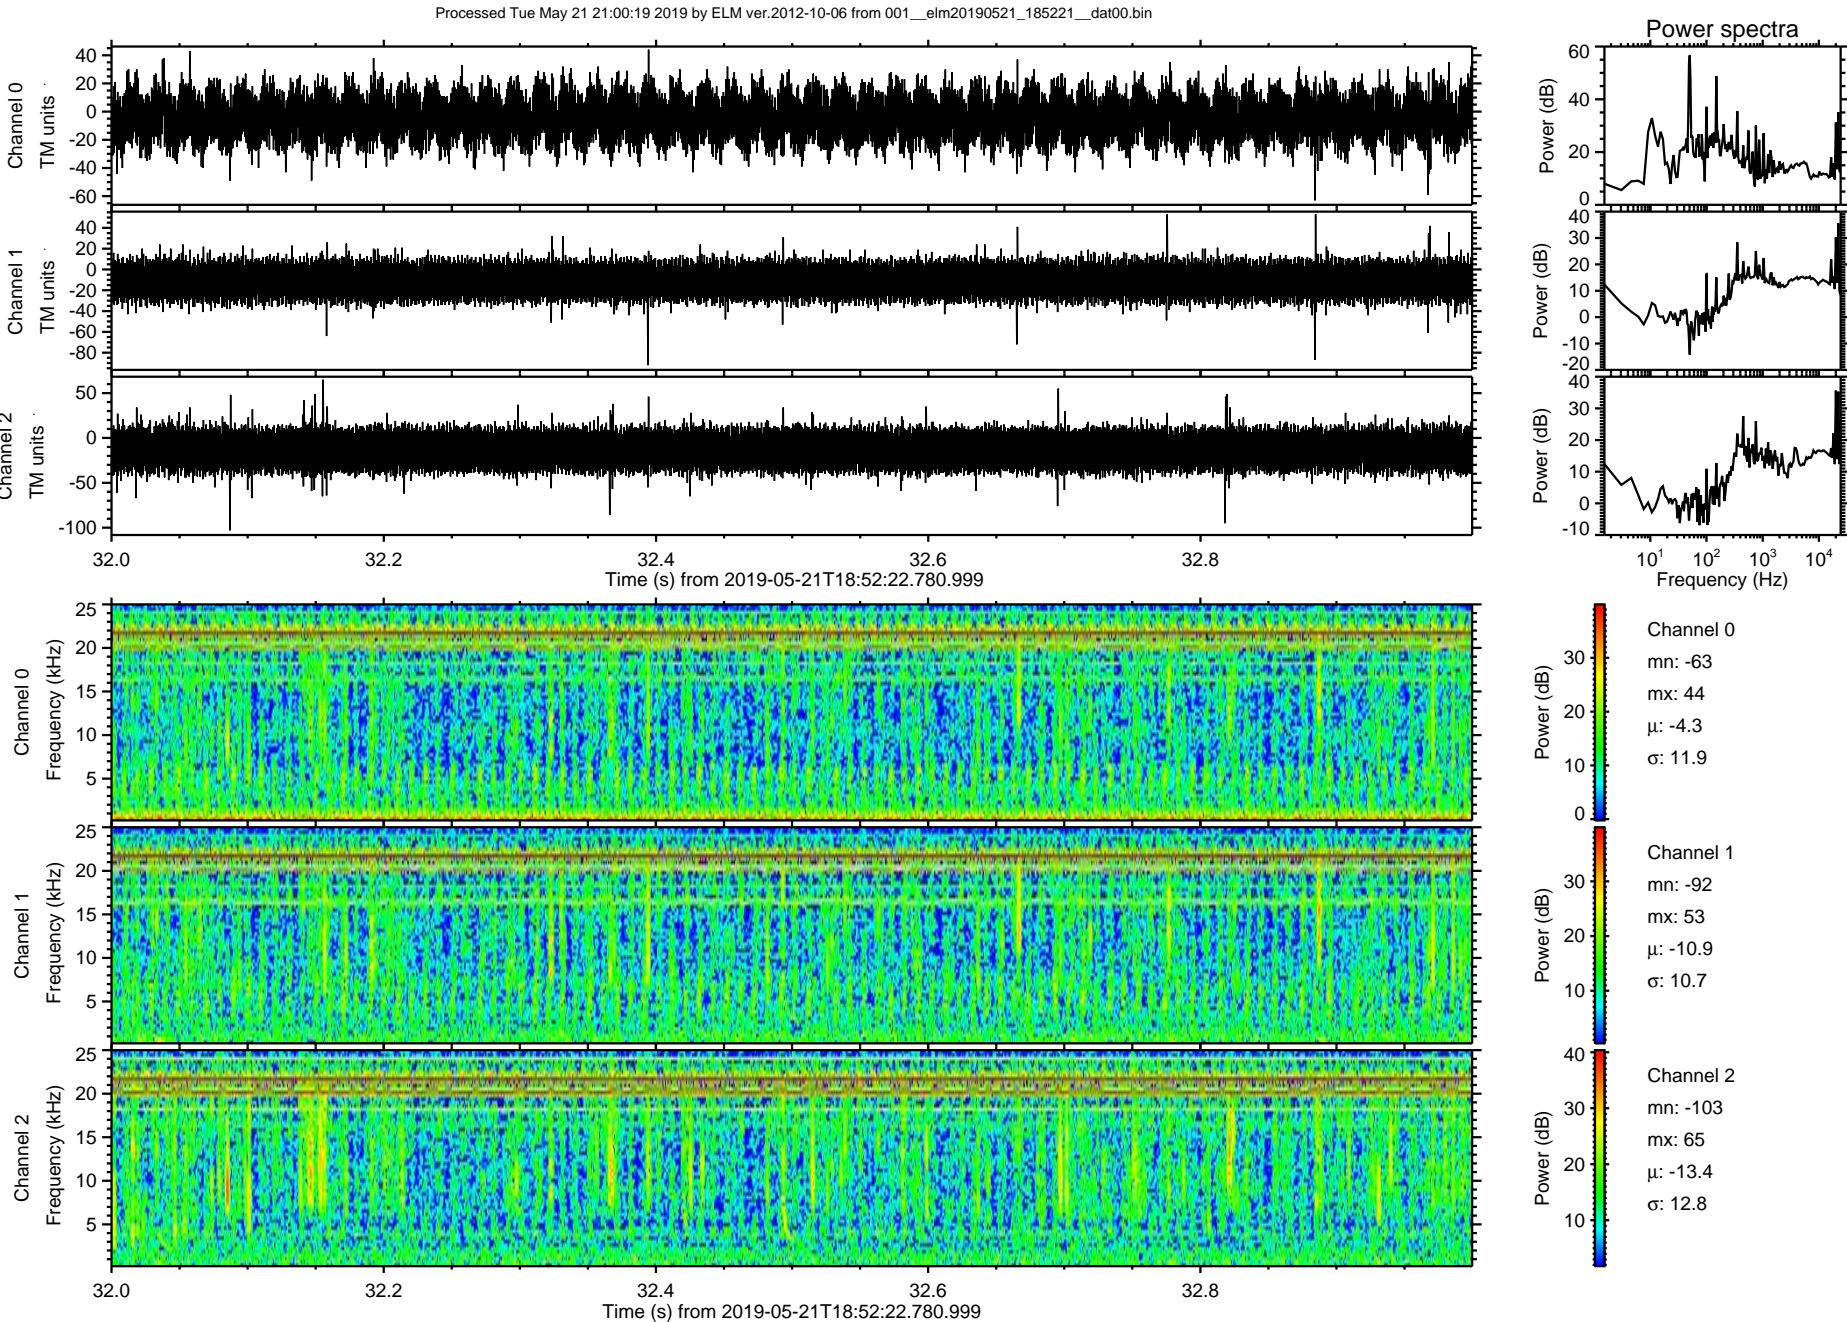 Processed Tue May 21 21:00:19 2019 by ELM ver.2012-10-06 from 001__elm20190521_185221__dat00.bin
Power spectra
Channel 0
TM units
40
20
0
-20
-40
-60
Power (dB)
60
40
20
0
Channel 1
TM units
40
20
0
-20
-40
-60
-80
Power (dB)
40
30
20
10
0
-10
-20
Channel 2
TM units
50
0
-50
-100
Power (dB)
40
30
20
10
0
-10
32.0 32.2 32.4 32.6 32.8
Time (s) from 2019-05-21T18:52:22.780.999
10^1 10^2 10^3 10^4
Frequency (Hz)
Channel 0
Frequency (kHz)
25
20
15
10
5
Power (dB)
30
20
10
0
Channel 0
mn: -63
mx: 44
µ: -4.3
σ: 11.9
Channel 1
Frequency (kHz)
25
20
15
10
5
Power (dB)
30
20
10
Channel 1
mn: -92
mx: 53
µ: -10.9
σ: 10.7
Channel 2
Frequency (kHz)
25
20
15
10
5
Power (dB)
40
30
20
10
Channel 2
mn: -103
mx: 65
µ: -13.4
σ: 12.8
32.0 32.2 32.4 32.6 32.8
Time (s) from 2019-05-21T18:52:22.780.999